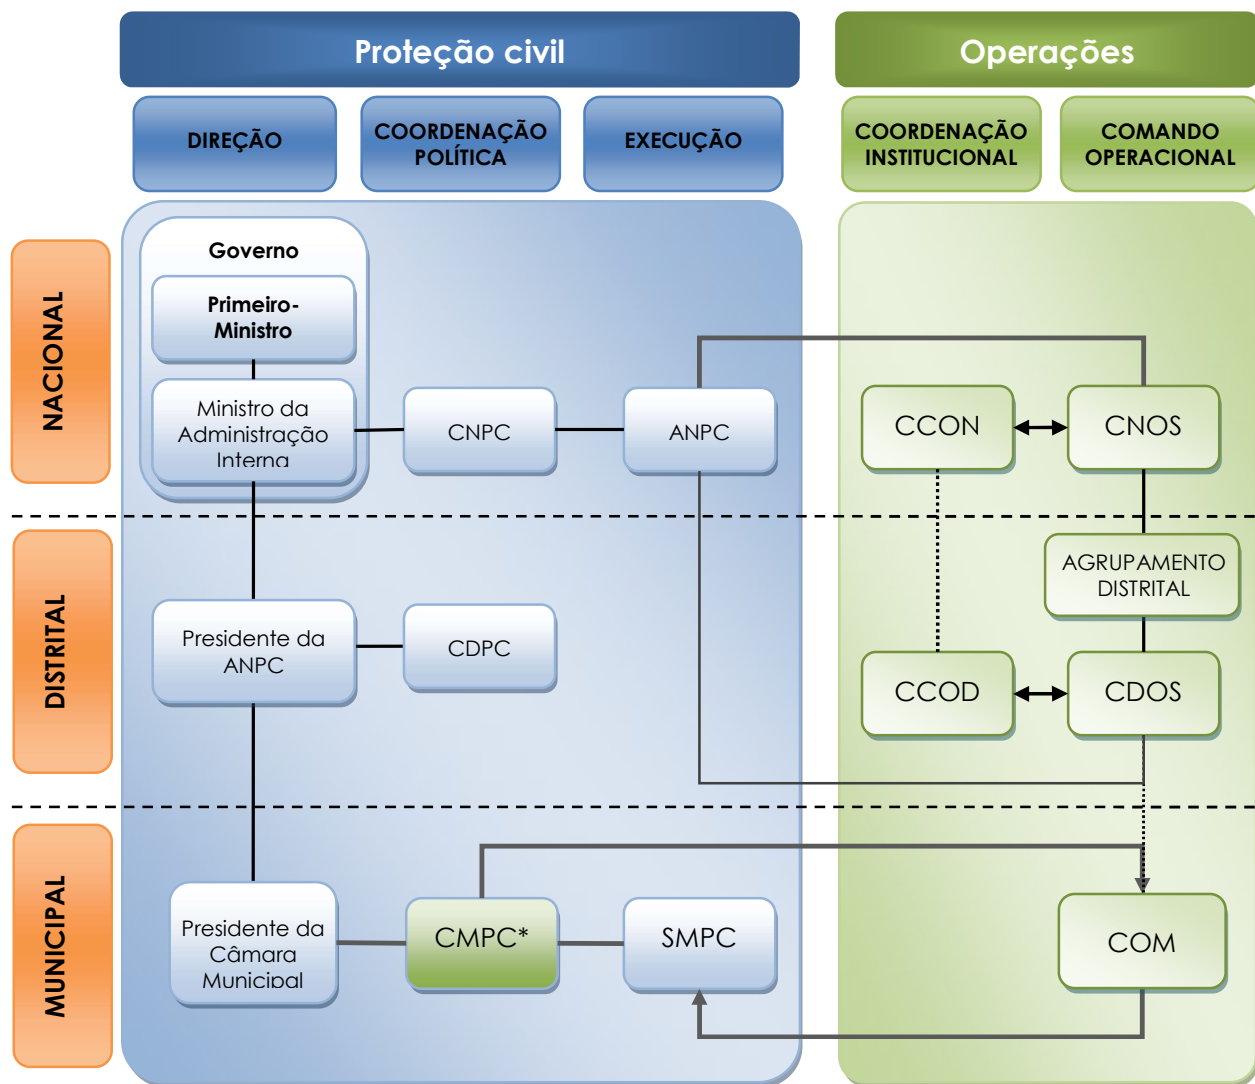 Proteção civil
Operações
DIREÇÃO
COORDENAÇÃO
POLÍTICA
EXECUÇÃO
COORDENAÇÃO
INSTITUCIONAL
COMANDO
OPERACIONAL
NACIONAL
Governo
Primeiro-
Ministro
Ministro da
Administração
Interna
CNPC
ANPC
CCON
CNOS
DISTRITAL
AGRUPAMENTO
DISTRITAL
Presidente da
ANPC
CDPC
CCOD
CDOS
MUNICIPAL
Presidente da
Câmara
Municipal
CMPC*
SMPC
COM